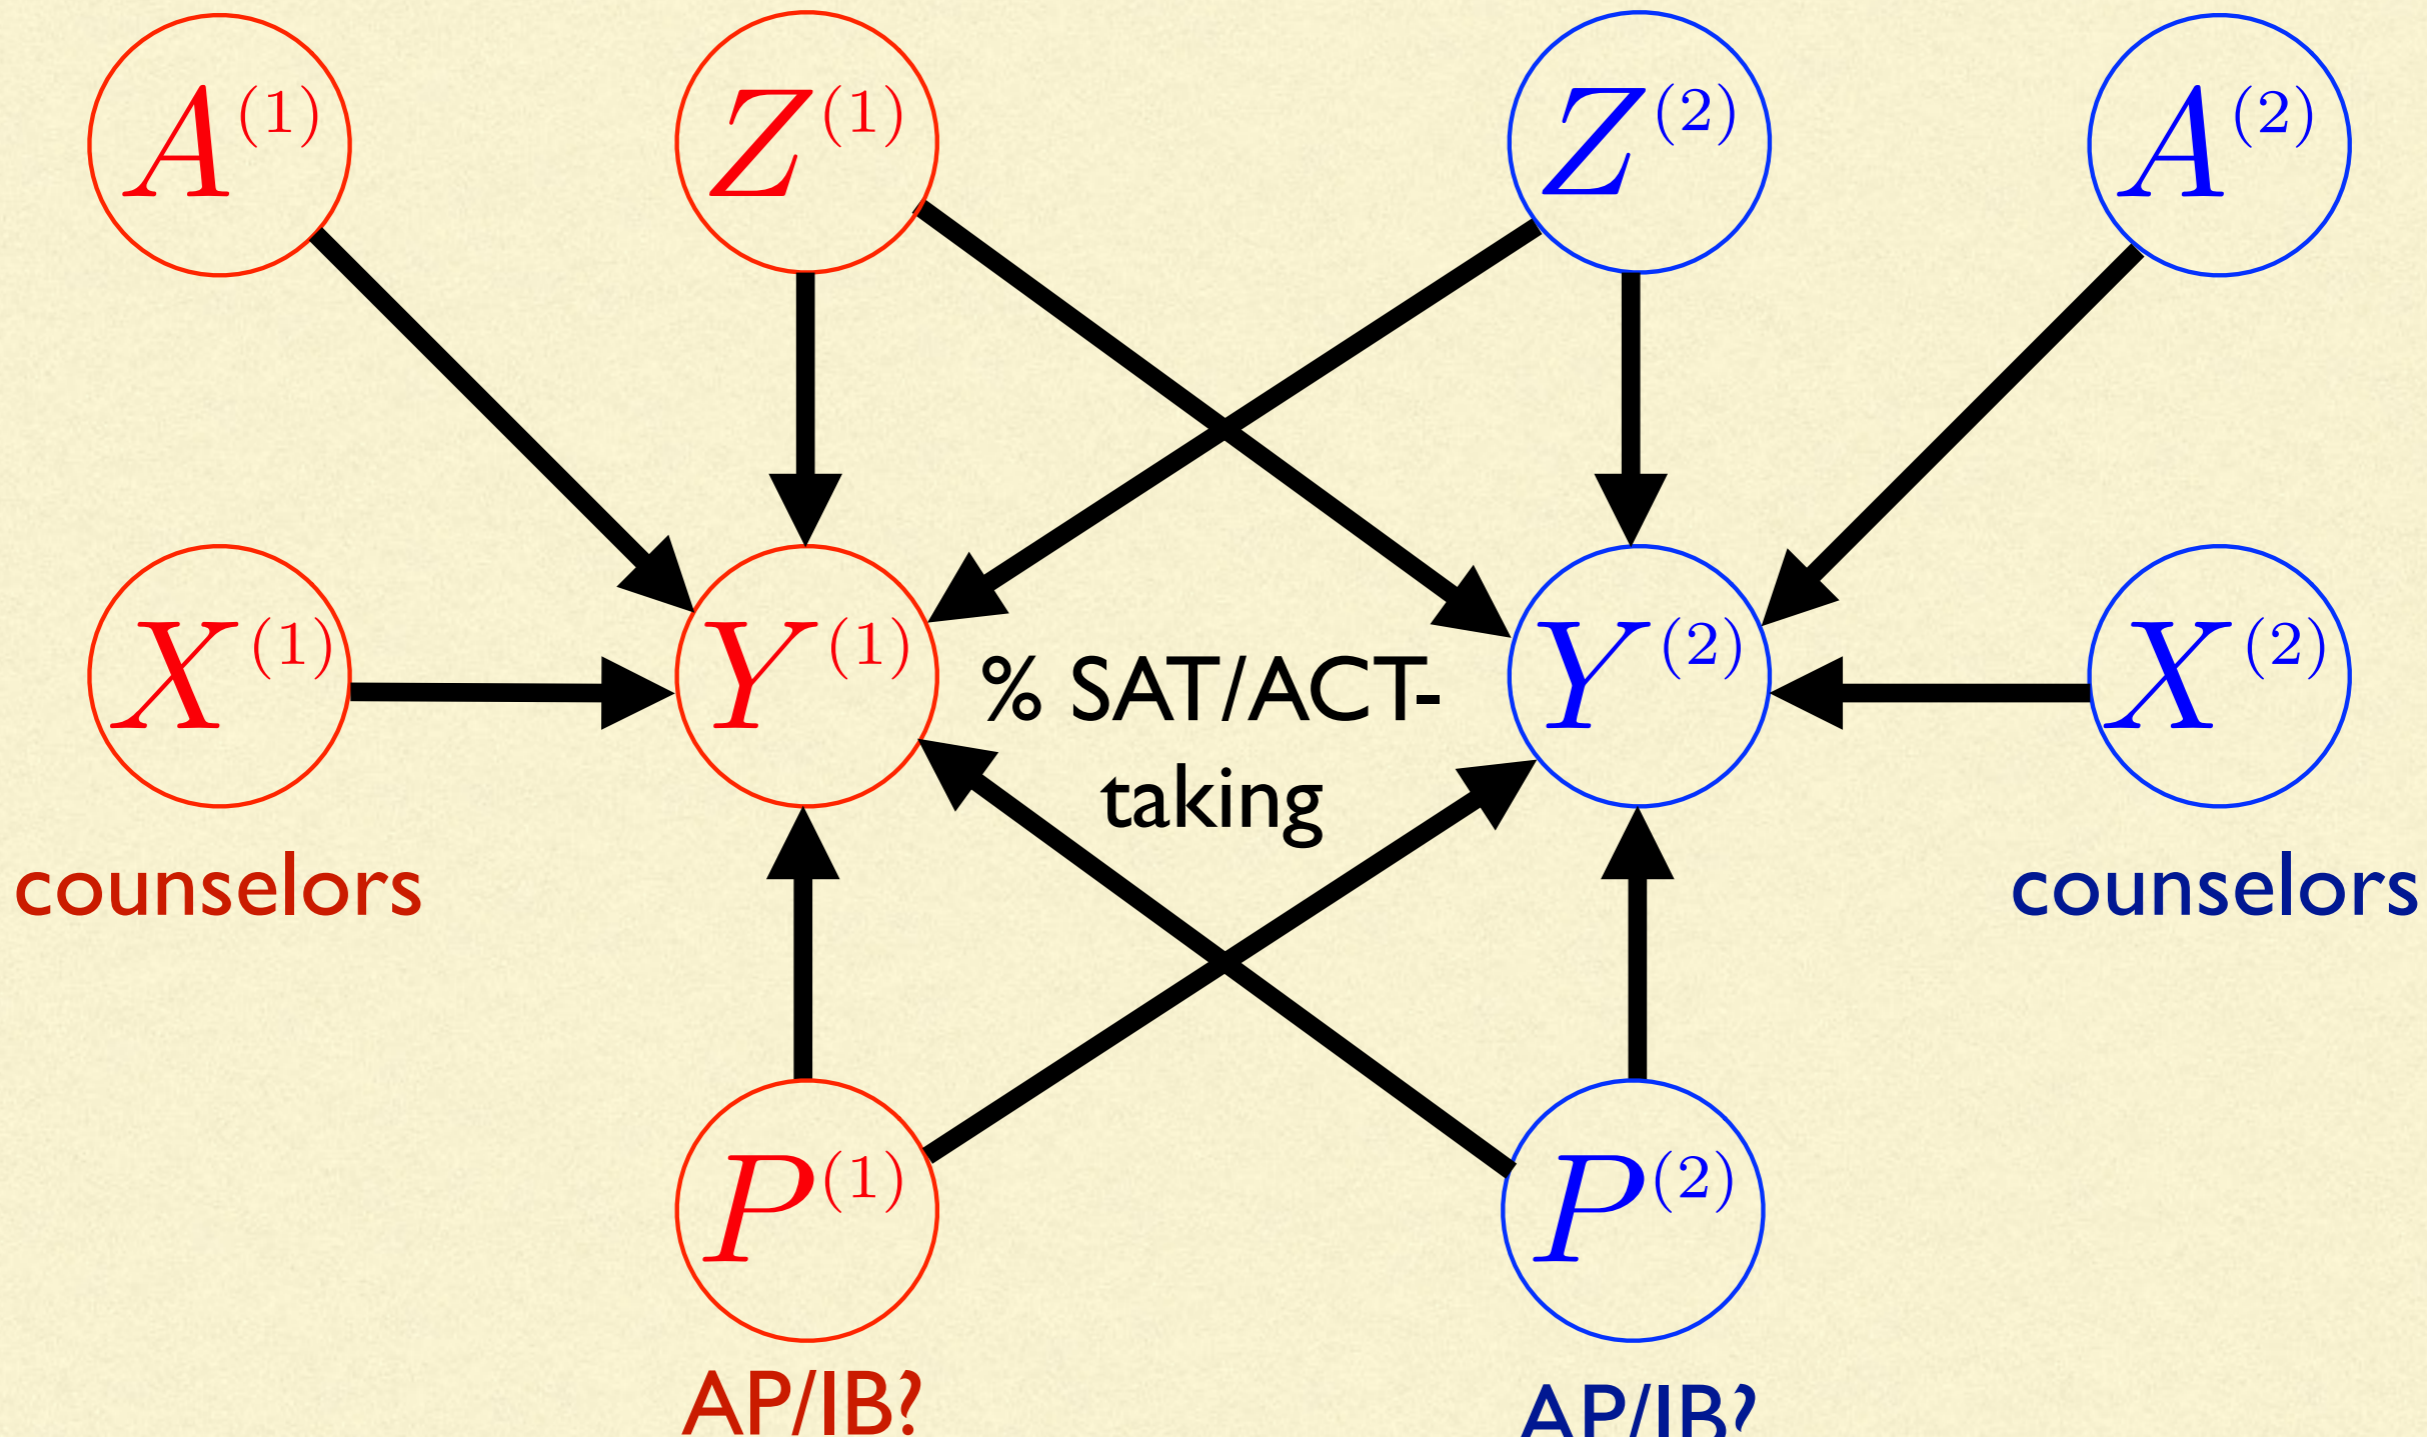 A^(1) Z^(1) Z^(2) A^(2)
X^(1) Y^(1) % SAT/ACT- Y^(2) X^(2)
taking
counselors counselors
P^(1) P^(2)
AP/IB? AP/IB?